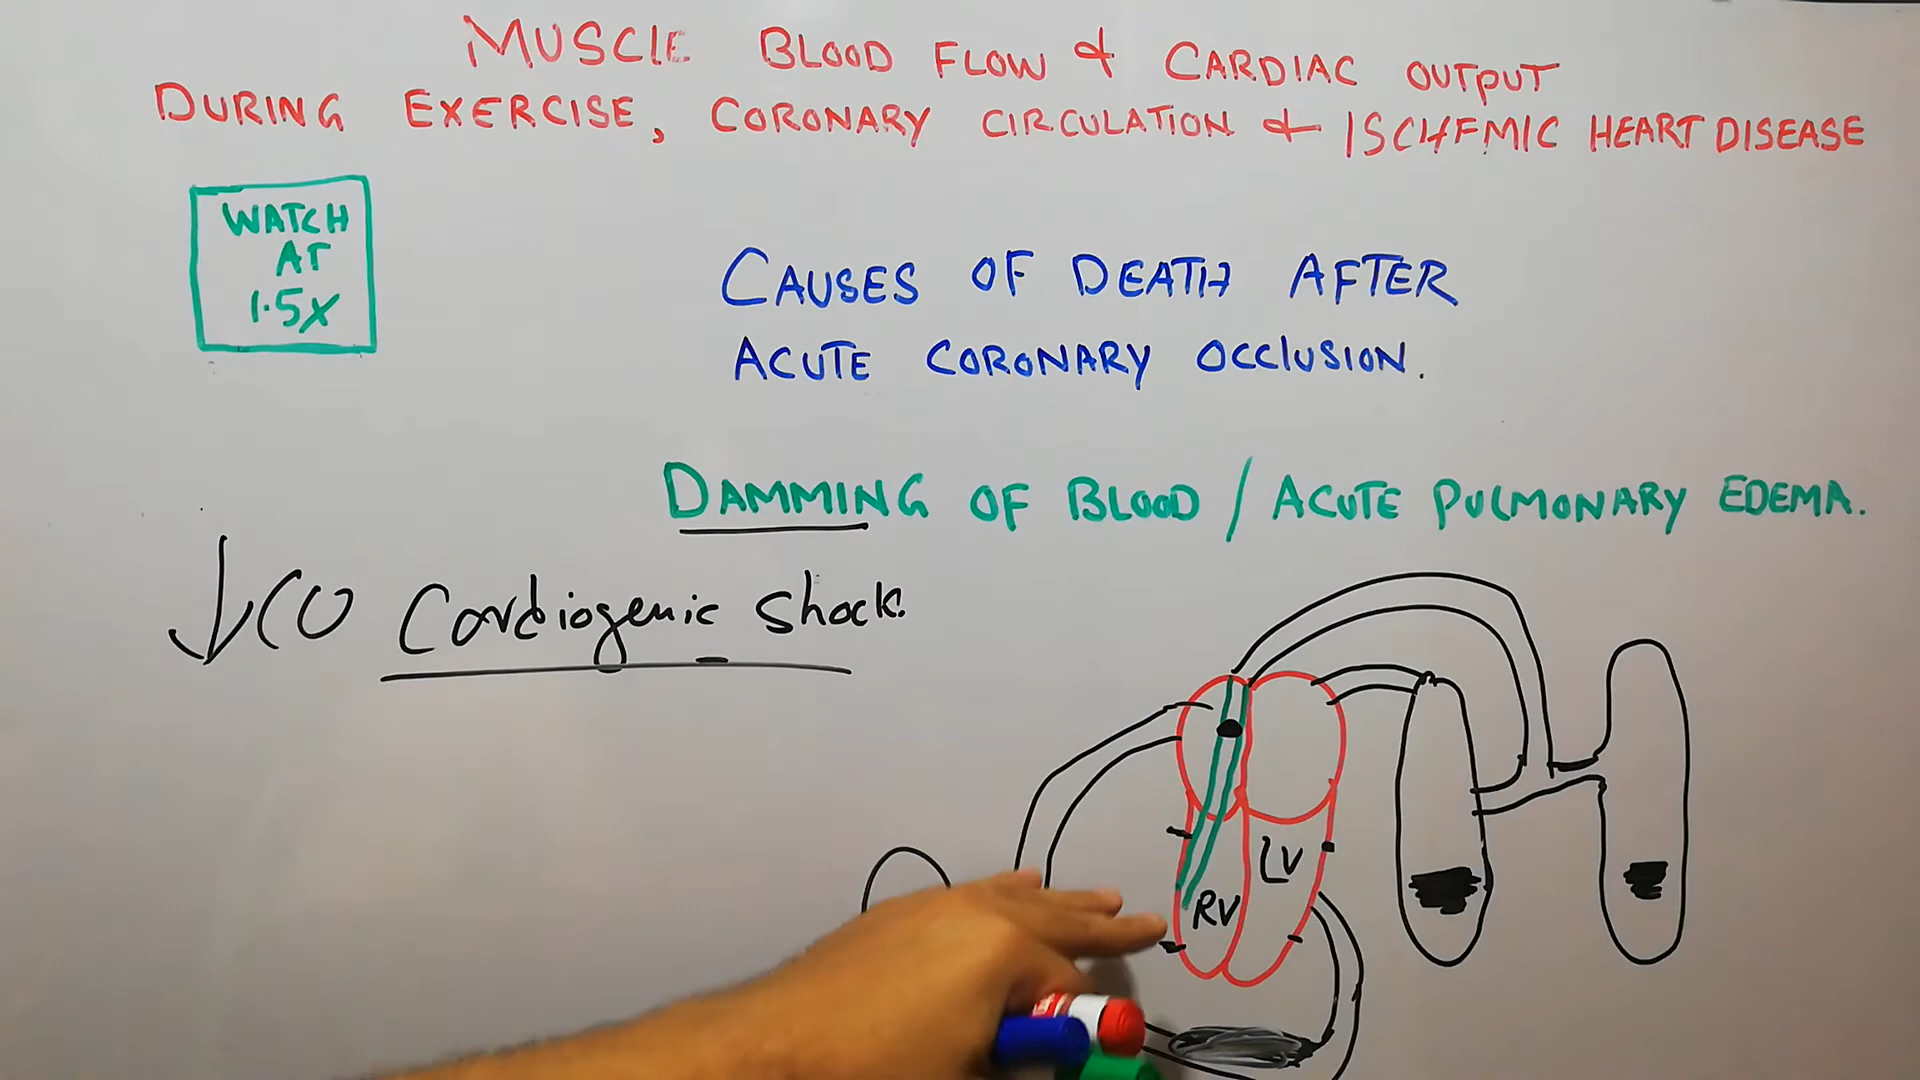 MUSCLE BLOOD FLOW & CARDIAC OUTPUT
DURING EXERCISE, CORONARY CIRCULATION & ISCHEMIC HEART DISEASE
WATCH
AT
1.5X
CAUSES OF DEATH AFTER
ACUTE CORONARY OCCLUSION.
DAMMING OF BLOOD / ACUTE PULMONARY EDEMA.
↓CO Cardiogenic shock.
LV
RV